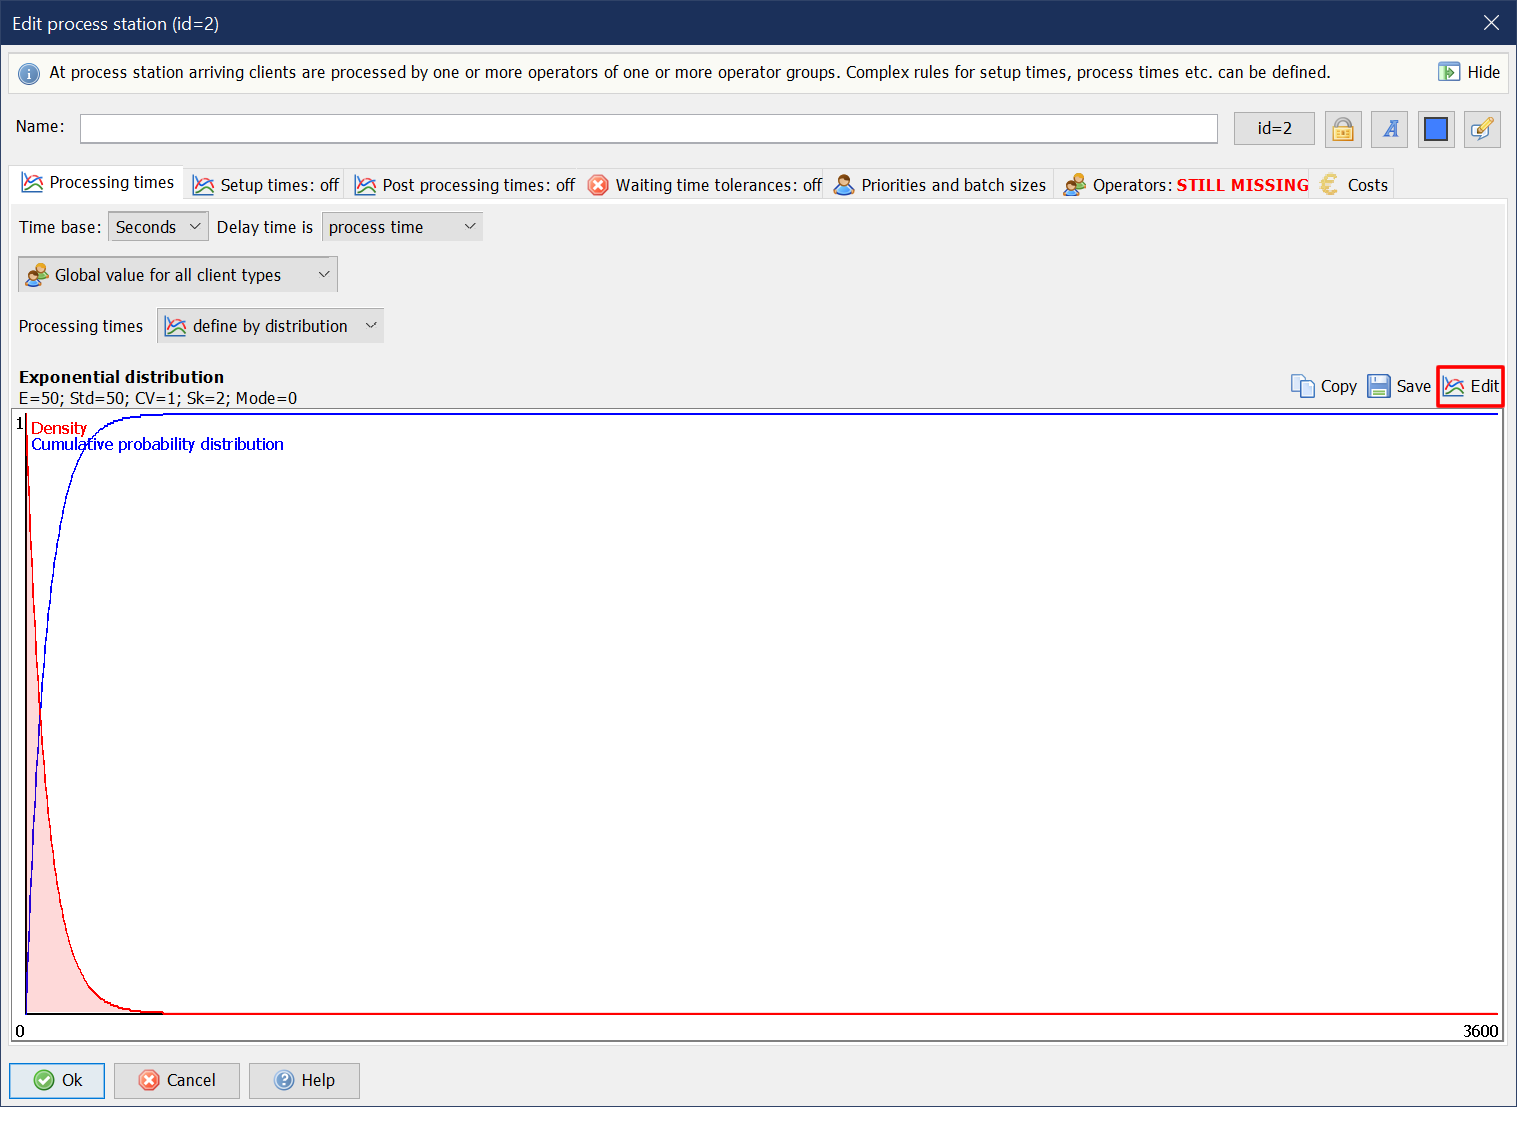 Edit process station (id=2)
At process station arriving clients are processed by one or more operators of one or more operator groups. Complex rules for setup times, process times etc. can be defined. Hide
Name: id=2
Processing times Setup times: off Post processing times: off Waiting time tolerances: off Priorities and batch sizes Operators: STILL MISSING Costs
Time base: Seconds Delay time is process time
Global value for all client types
Processing times define by distribution
Exponential distribution
E=50; Std=50; CV=1; Sk=2; Mode=0
Copy Save Edit
1
Density
Cumulative probability distribution
0 3600
Ok Cancel Help